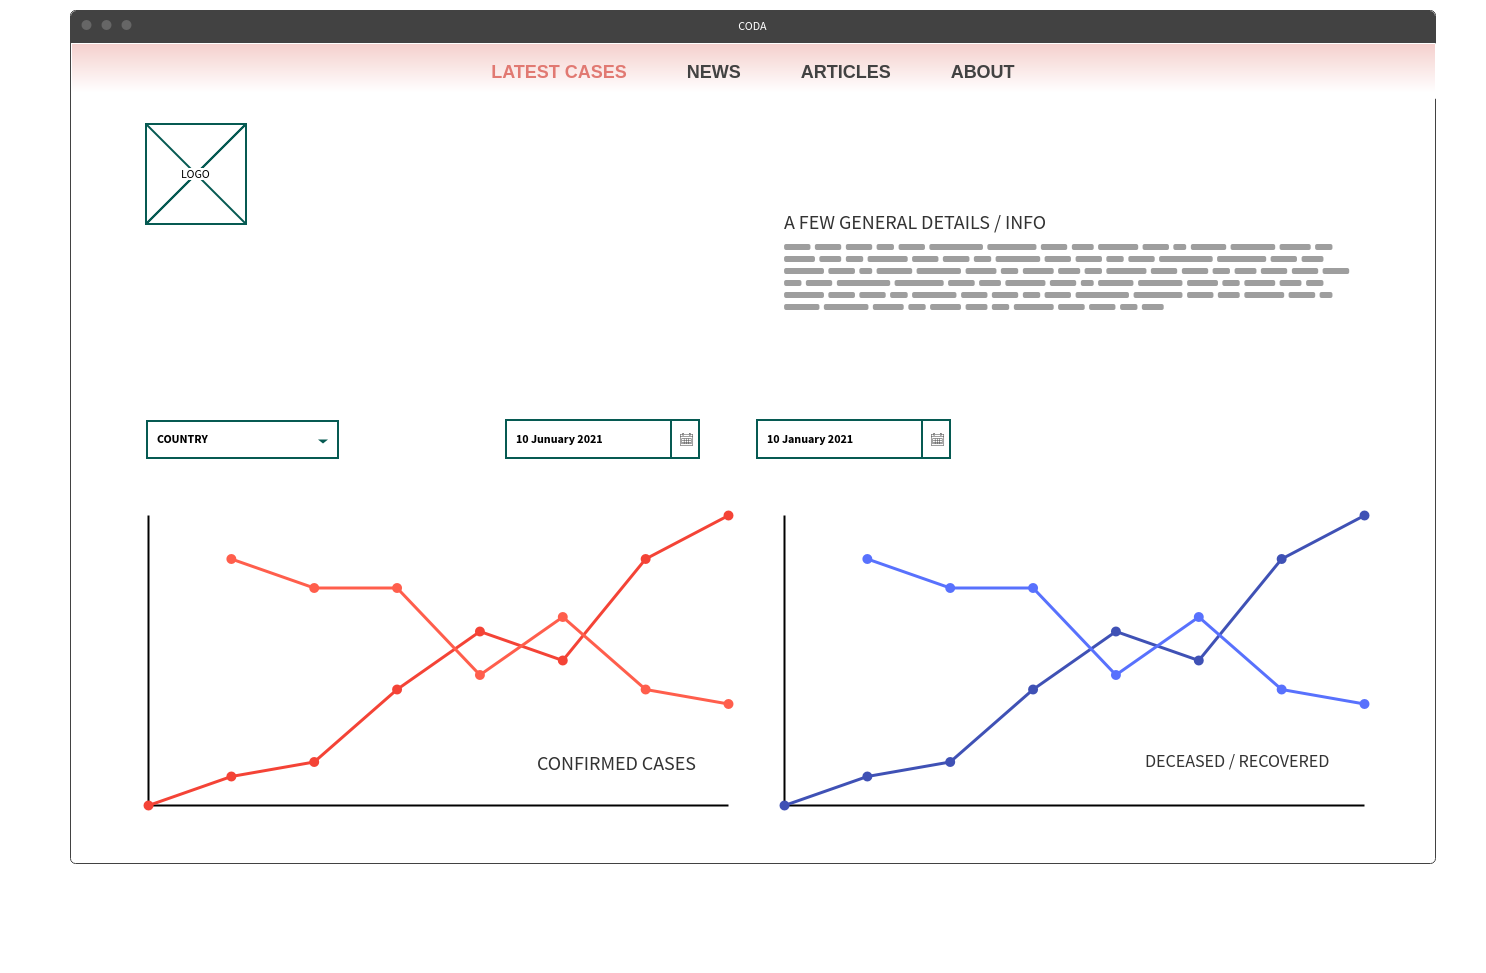 CODA
LATEST CASES NEWS ARTICLES ABOUT
LOGO
A FEW GENERAL DETAILS / INFO
COUNTRY
10 Junuary 2021
10 January 2021
CONFIRMED CASES
DECEASED / RECOVERED